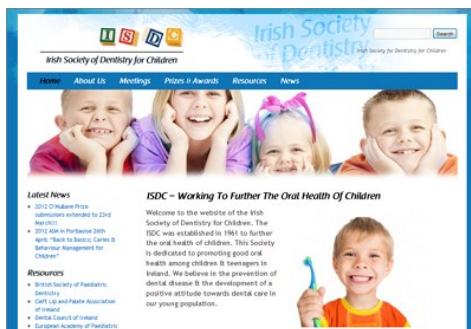 I S D C
Irish Society of Dentistry for Children
Irish Society
Dentistry
Search
Irish Society for Dentistry for Children
Home About Us Meetings Prizes & Awards Resources News
Latest News
2012 O'Mullane Prize
submissions extended to 23rd
March!!!
2012 ASM in Portlaoise 26th
April: "Back to Basics; Caries &
Behaviour Management for
Children"
Resources
British Society of Paediatric
Dentistry
Cleft Lip and Palate Association
of Ireland
Dental Council of Ireland
European Academy of Paediatric
ISDC – Working To Further The Oral Health Of Children
Welcome to the website of the Irish
Society of Dentistry for Children. The
ISDC was established in 1961 to further
the oral health of children. This Society
is dedicated to promoting good oral
health among children & teenagers in
Ireland. We believe in the prevention of
dental disease & the development of a
positive attitude towards dental care in
our young population.